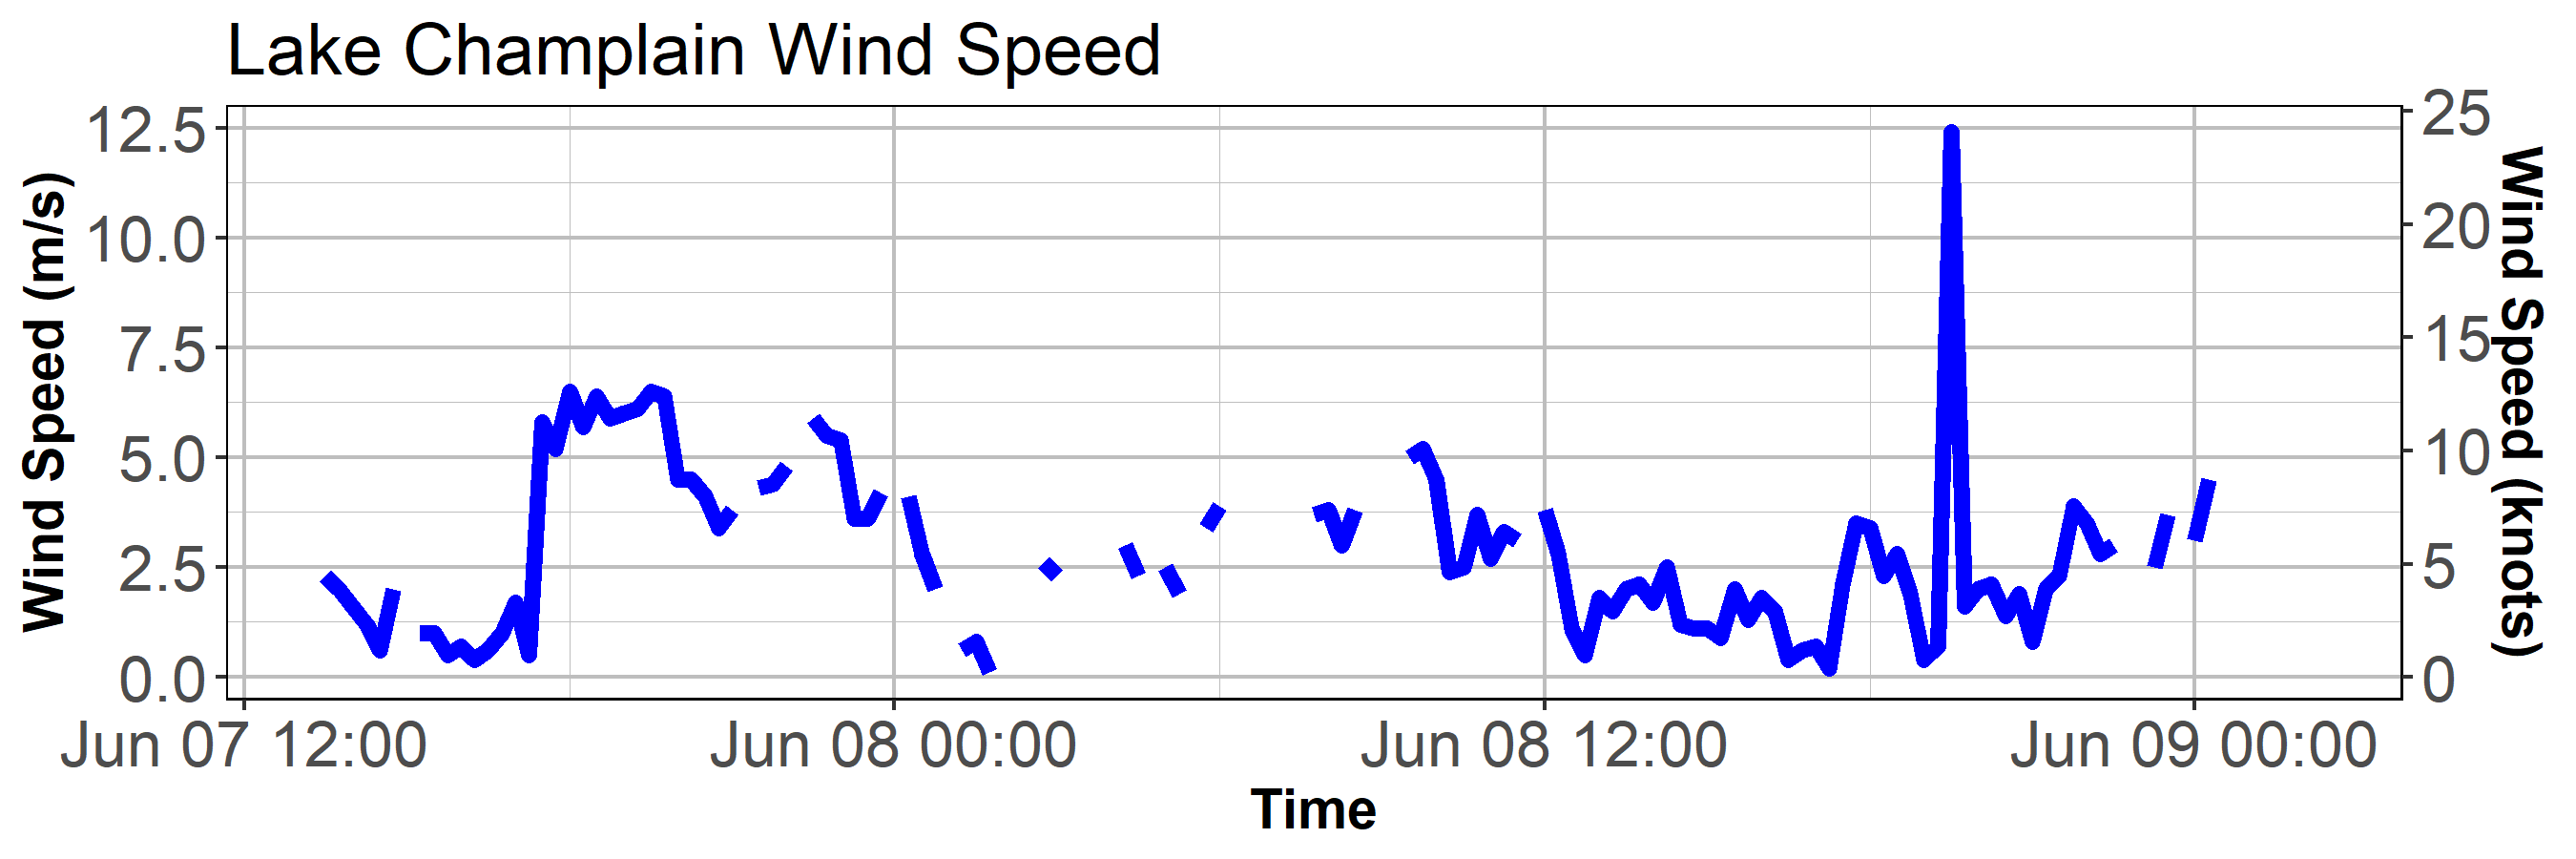 Lake Champlain Wind Speed
Wind Speed (m/s)
12.5
10.0
7.5
5.0
2.5
0.0
25
20
15
10
5
0
Wind Speed (knots)
Jun 07 12:00
Jun 08 00:00
Jun 08 12:00
Jun 09 00:00
Time